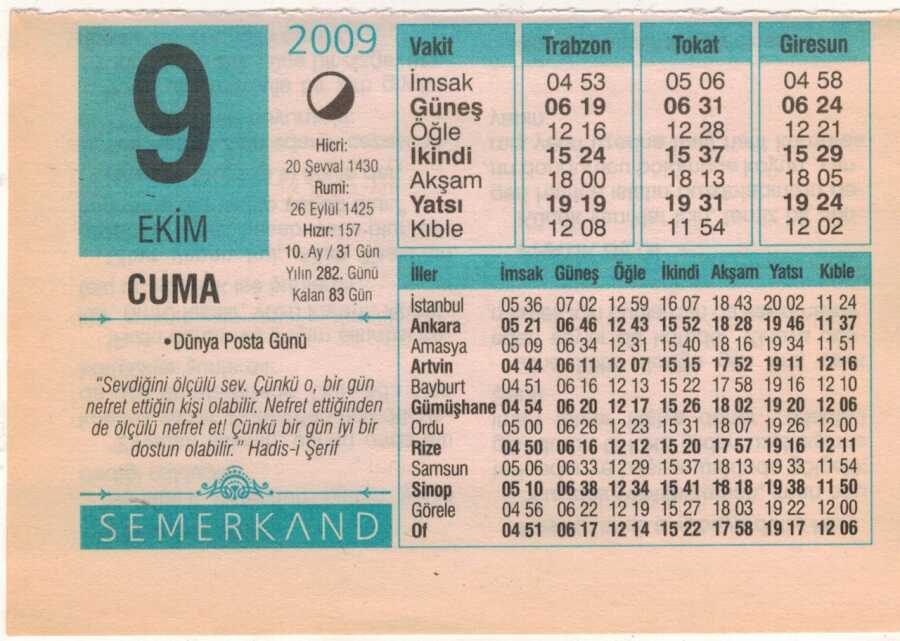 9
EKİM
CUMA
2009
Hicri:
20 Şevval 1430
Rumi:
26 Eylül 1425
Hızır: 157
10. Ay / 31 Gün
Yılın 282. Günü
Kalan 83 Gün
•Dünya Posta Günü
"Sevdiğini ölçülü sev. Çünkü o, bir gün
nefret ettiğin kişi olabilir. Nefret ettiğinden
de ölçülü nefret et! Çünkü bir gün iyi bir
dostun olabilir." Hadis-i Şerif
SEMERKAND
Vakit Trabzon Tokat Giresun
İmsak 04 53 05 06 04 58
Güneş 06 19 06 31 06 24
Öğle 12 16 12 28 12 21
İkindi 15 24 15 37 15 29
Akşam 18 00 18 13 18 05
Yatsı 19 19 19 31 19 24
Kıble 12 08 11 54 12 02
İller İmsak Güneş Öğle İkindi Akşam Yatsı Kıble
İstanbul 05 36 07 02 12 59 16 07 18 43 20 02 11 24
Ankara 05 21 06 46 12 43 15 52 18 28 19 46 11 37
Amasya 05 09 06 34 12 31 15 40 18 16 19 34 11 51
Artvin 04 44 06 11 12 07 15 15 17 52 19 11 12 16
Bayburt 04 51 06 16 12 13 15 22 17 58 19 16 12 10
Gümüşhane 04 54 06 20 12 17 15 26 18 02 19 20 12 06
Ordu 05 00 06 26 12 23 15 31 18 07 19 26 12 00
Rize 04 50 06 16 12 12 15 20 17 57 19 16 12 11
Samsun 05 06 06 33 12 29 15 37 18 13 19 33 11 54
Sinop 05 10 06 38 12 34 15 41 18 18 19 38 11 50
Görele 04 56 06 22 12 19 15 27 18 03 19 22 12 00
Of 04 51 06 17 12 14 15 22 17 58 19 17 12 06